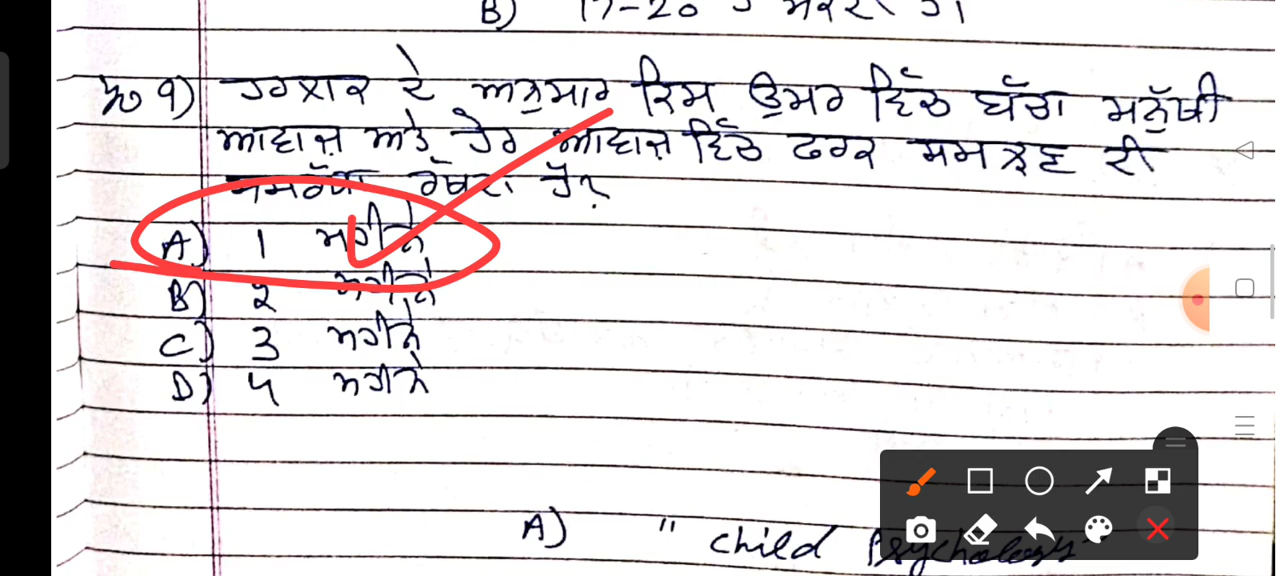 B) 17-20 ਨੇ ਮਕਰ ਹੈ।
ਪ੍ਰ 9) ਹਰਲਾਕ ਦੇ ਅਨੁਸਾਰ ਕਿਸ ਉਮਰ ਵਿੱਚ ਬੱਚਾ ਮਨੁੱਖੀ
ਆਵਾਜ਼ ਅਤੇ ਹੋਰ ਆਵਾਜ਼ ਵਿੱਚ ਫਰਕ ਸਮਝਣ ਦੀ
ਸਮਰੱਥਾ ਰੱਖਦਾ ਹੈ?
A) 1 ਮਹੀਨੇ
B) 2 ਮਹੀਨੇ
C) 3 ਮਹੀਨੇ
D) 4 ਮਹੀਨੇ
A) " Child Psychology